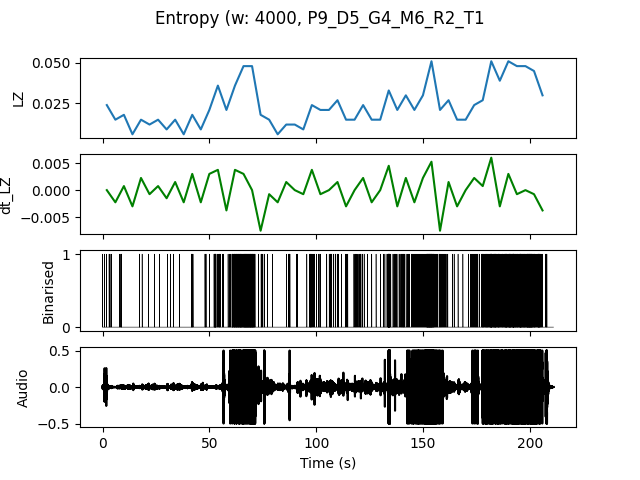 Entropy (w: 4000, P9_D5_G4_M6_R2_T1
LZ
0.050
0.025
dt_LZ
0.005
0.000
−0.005
Binarised
1
0
Audio
0.5
0.0
−0.5
0 50 100 150 200
Time (s)